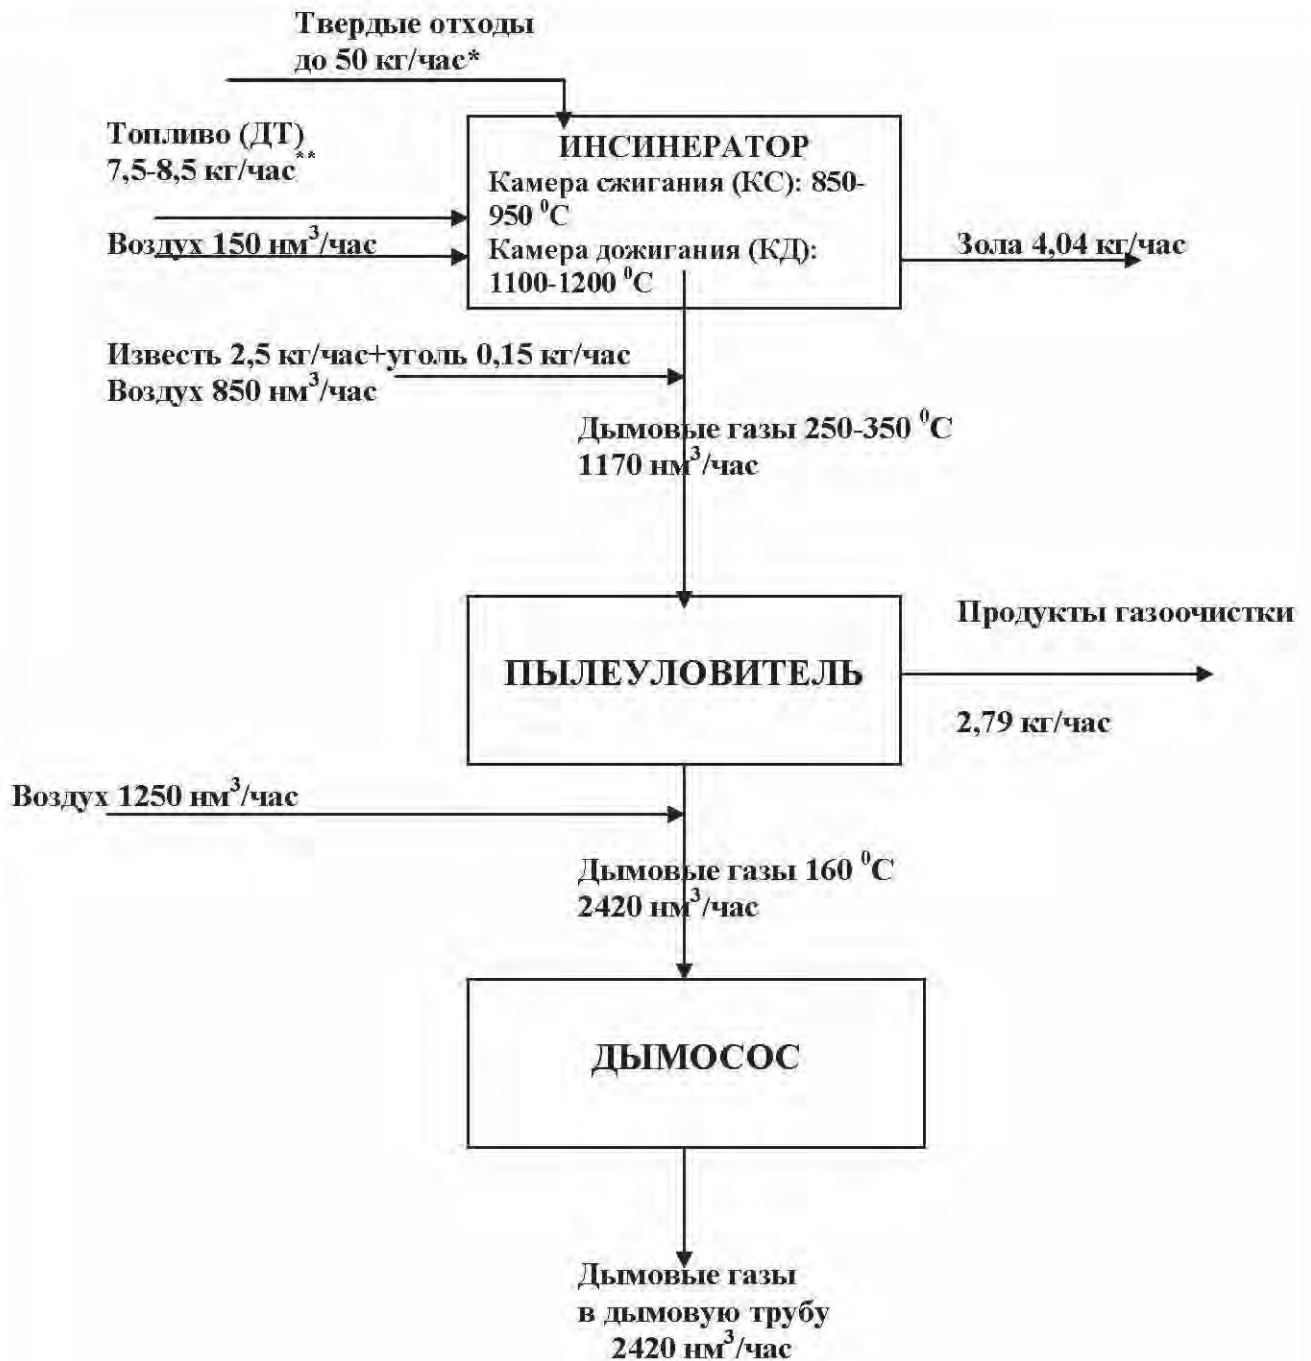 Твердые отходы
до 50 кг/час*
Топливо (ДТ)
7,5-8,5 кг/час**
Воздух 150 нм³/час
ИНСИНЕРАТОР
Камера сжигания (КС): 850-
950 ⁰С
Камера дожигания (КД):
1100-1200 ⁰С
Зола 4,04 кг/час
Известь 2,5 кг/час+уголь 0,15 кг/час
Воздух 850 нм³/час
Дымовые газы 250-350 ⁰С
1170 нм³/час
ПЫЛЕУЛОВИТЕЛЬ
Продукты газоочистки
2,79 кг/час
Воздух 1250 нм³/час
Дымовые газы 160 ⁰С
2420 нм³/час
ДЫМОСОС
Дымовые газы
в дымовую трубу
2420 нм³/час